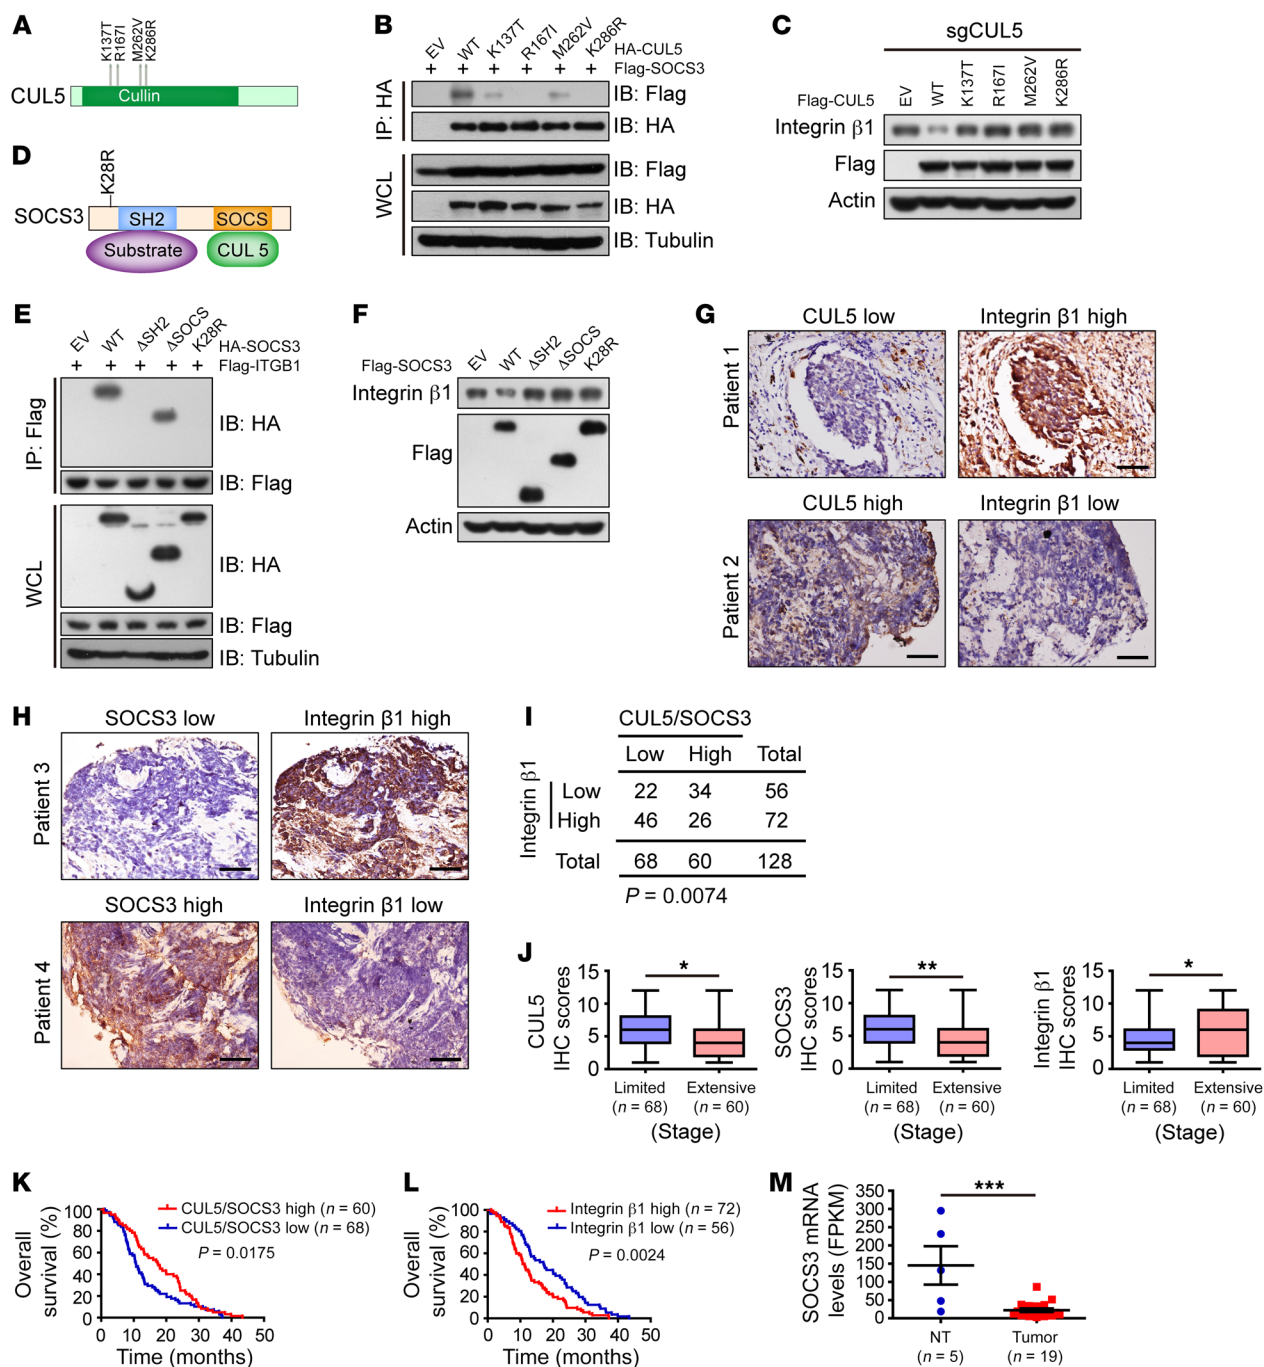 A
K137T
R167I
M262V
K286R
CUL5
Cullin
B
EV
WT
K137T
R167I
M262V
K286R
HA-CUL5
+ + + + + + Flag-SOCS3
IP: HA
IB: Flag
IB: HA
WCL
IB: Flag
IB: HA
IB: Tubulin
C
sgCUL5
Flag-CUL5
EV
WT
K137T
R167I
M262V
K286R
Integrin β1
Flag
Actin
D
K28R
SOCS3
SH2
SOCS
Substrate
CUL 5
E
EV
WT
ΔSH2
ΔSOCS
K28R
HA-SOCS3
+ + + + + Flag-ITGB1
IP: Flag
IB: HA
IB: Flag
WCL
IB: HA
IB: Flag
IB: Tubulin
F
Flag-SOCS3
EV
WT
ΔSH2
ΔSOCS
K28R
Integrin β1
Flag
Actin
G
CUL5 low
Integrin β1 high
Patient 1
CUL5 high
Integrin β1 low
Patient 2
H
SOCS3 low
Integrin β1 high
Patient 3
SOCS3 high
Integrin β1 low
Patient 4
I
CUL5/SOCS3
Low High Total
Integrin β1
Low 22 34 56
High 46 26 72
Total 68 60 128
P = 0.0074
J
CUL5
IHC scores
15
10
5
0
*
Limited
(n = 68)
Extensive
(n = 60)
(Stage)
SOCS3
IHC scores
15
10
5
0
**
Limited
(n = 68)
Extensive
(n = 60)
(Stage)
Integrin β1
IHC scores
15
10
5
0
*
Limited
(n = 68)
Extensive
(n = 60)
(Stage)
K
Overall
survival (%)
100
80
60
40
20
0
CUL5/SOCS3 high (n = 60)
CUL5/SOCS3 low (n = 68)
P = 0.0175
0 10 20 30 40 50
Time (months)
L
Overall
survival (%)
100
80
60
40
20
0
Integrin β1 high (n = 72)
Integrin β1 low (n = 56)
P = 0.0024
0 10 20 30 40 50
Time (months)
M
SOCS3 mRNA
levels (FPKM)
350
300
250
200
150
100
50
0
***
NT
(n = 5)
Tumor
(n = 19)